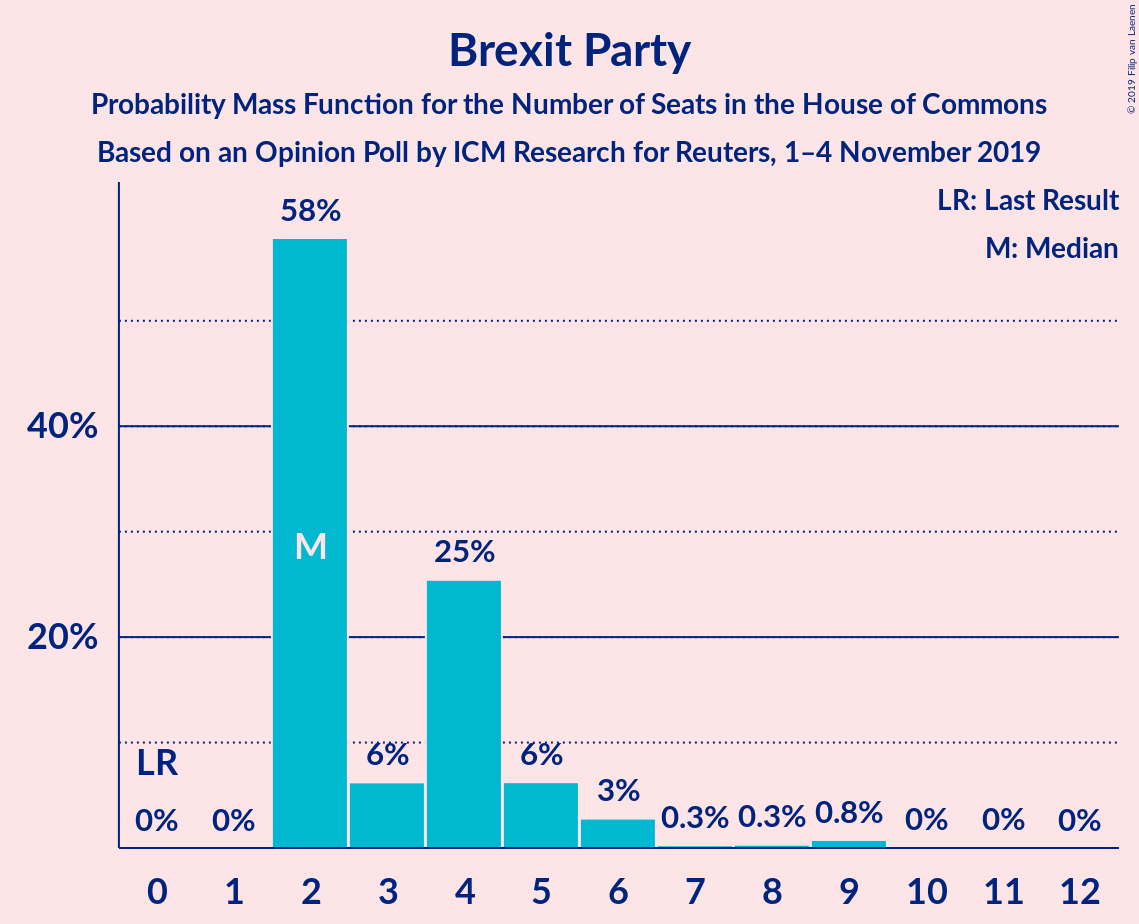 Brexit Party
Probability Mass Function for the Number of Seats in the House of Commons
Based on an Opinion Poll by ICM Research for Reuters, 1–4 November 2019
© 2019 Filip van Laenen
LR: Last Result
M: Median
58%
40%
M
25%
20%
LR
0%
0%
6%
6%
3%
0.3%
0.3%
0.8%
0%
0%
0%
0 1 2 3 4 5 6 7 8 9 10 11 12